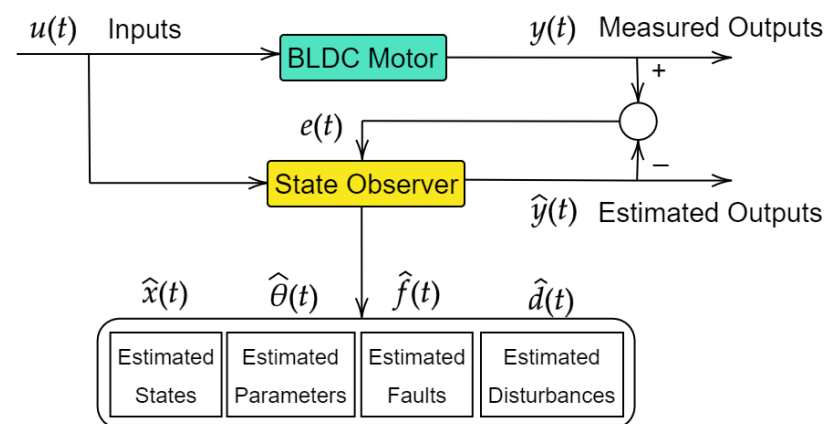 u(t) Inputs
y(t) Measured Outputs
BLDC Motor
+
e(t)
−
State Observer
ŷ(t) Estimated Outputs
x̂(t) θ̂(t) f̂(t) d̂(t)
Estimated
States
Estimated
Parameters
Estimated
Faults
Estimated
Disturbances